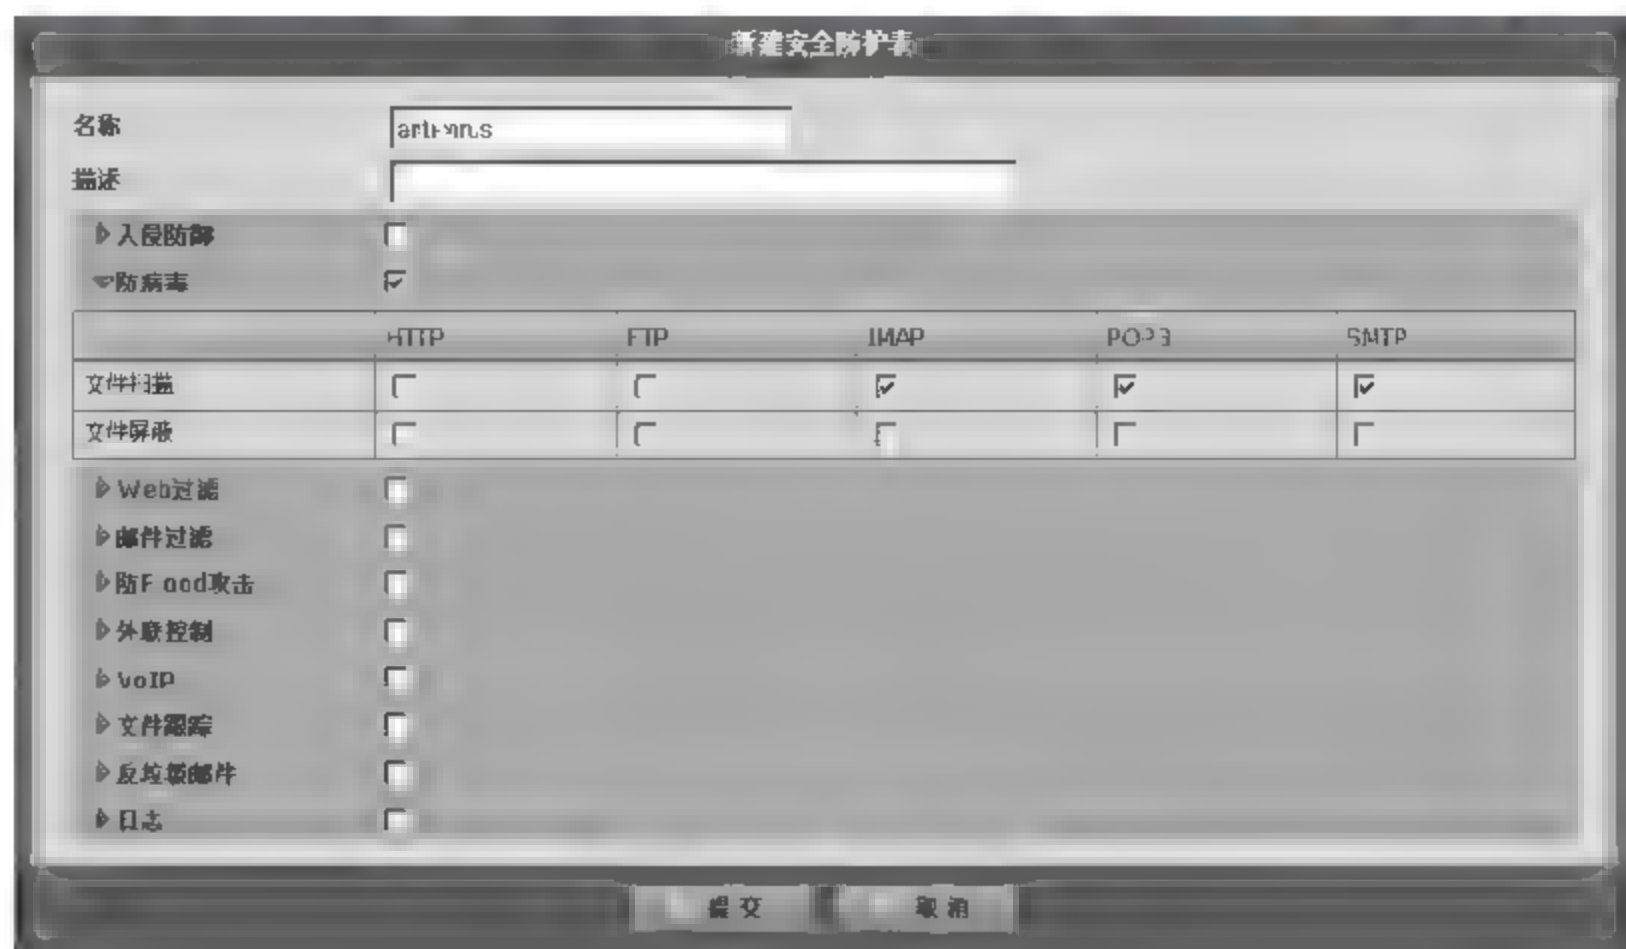 新建安全防护表
名称 antivirus
描述
入侵防御
防病毒
HTTP FTP IMAP POP3 SMTP
文件扫描
文件屏蔽
Web过滤
邮件过滤
防Flood攻击
外联控制
VoIP
文件跟踪
反垃圾邮件
日志
提交 取消